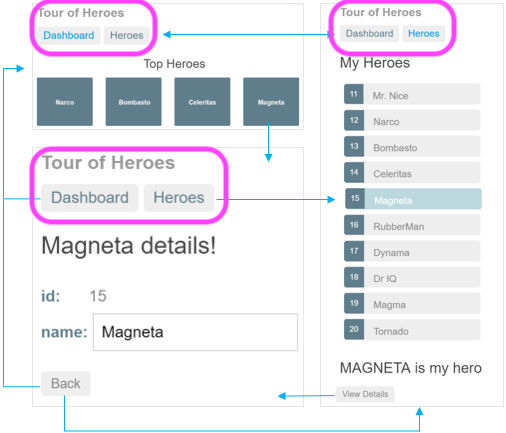 Tour of Heroes
Dashboard Heroes
Top Heroes
Narco Bombasto Celeritas Magneta
Tour of Heroes
Dashboard Heroes
Magneta details!
id: 15
name: Magneta
Back
Tour of Heroes
Dashboard Heroes
My Heroes
11 Mr. Nice
12 Narco
13 Bombasto
14 Celeritas
15 Magneta
16 RubberMan
17 Dynama
18 Dr IQ
19 Magma
20 Tornado
MAGNETA is my hero
View Details